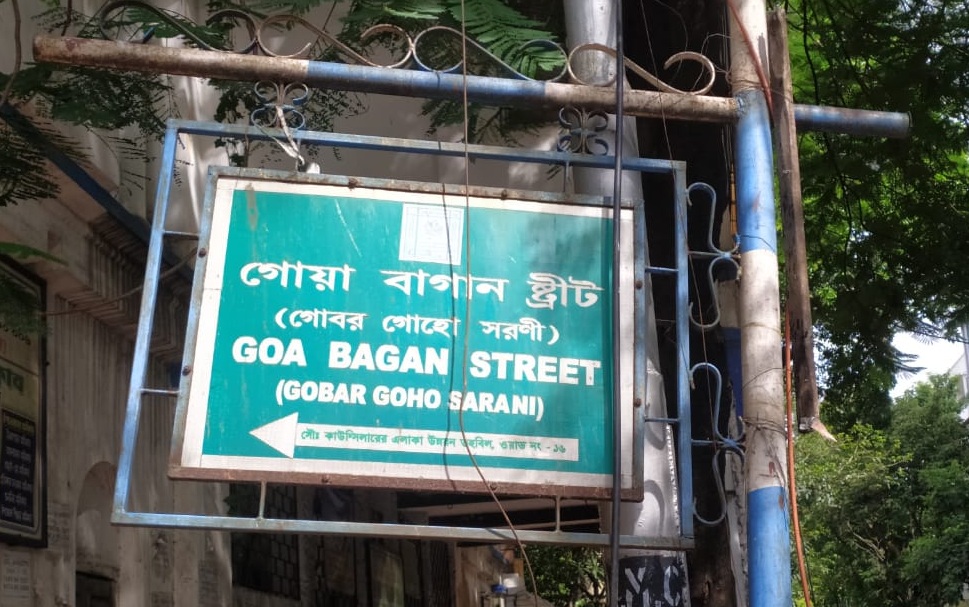 গোয়া বাগান স্ট্রীট
(গোবর গোহো সরণী)
GOA BAGAN STREET
(GOBAR GOHO SARANI)
সৌঃ কাউন্সিলারের এলাকা উন্নয়ন তহবিল, ওয়ার্ড নং - ১৬
Y.C